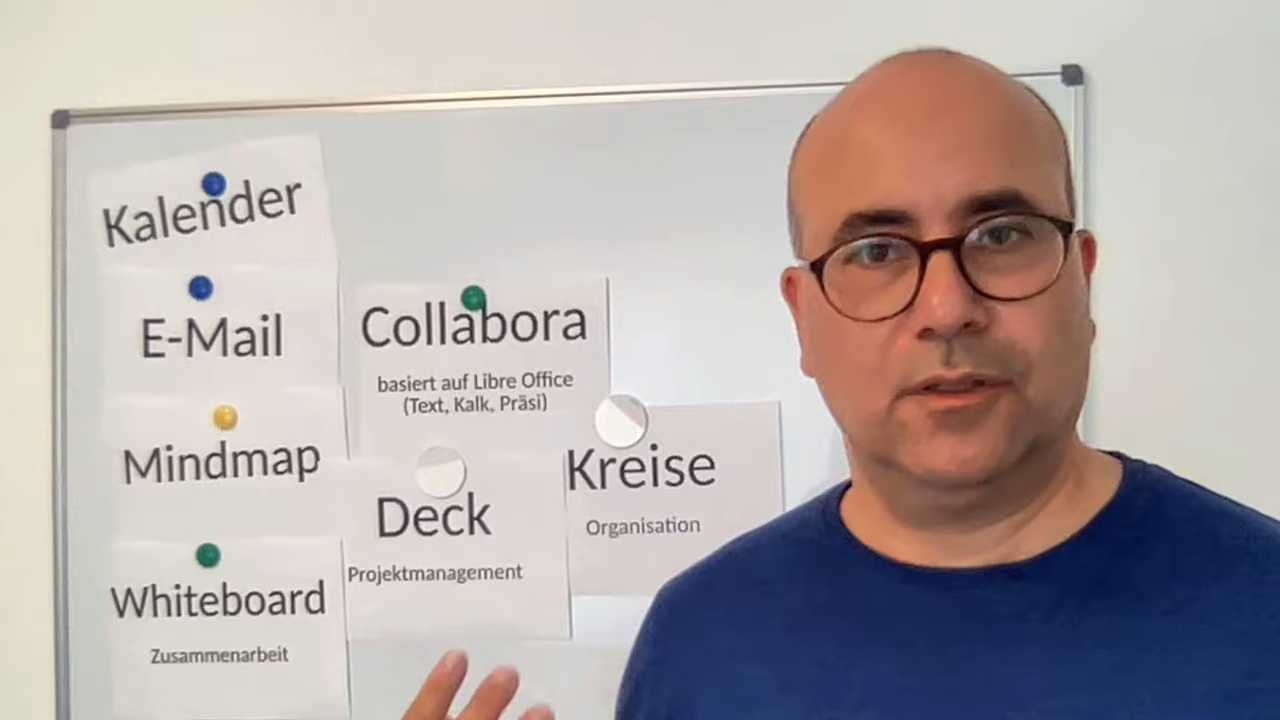 Kalender
E-Mail
Mindmap
Whiteboard
Zusammenarbeit
Collabora
basiert auf Libre Office
(Text, Kalk, Präsi)
Deck
Projektmanagement
Kreise
Organisation